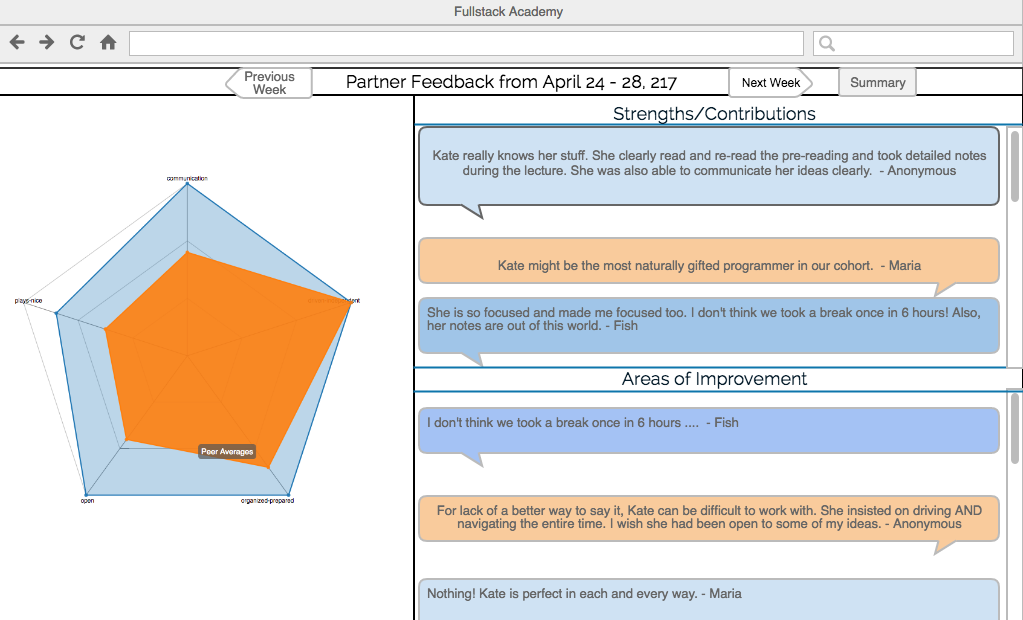 Fullstack Academy
Previous
Week
Partner Feedback from April 24 - 28, 217
Next Week
Summary
Strengths/Contributions
Kate really knows her stuff. She clearly read and re-read the pre-reading and took detailed notes
during the lecture. She was also able to communicate her ideas clearly.  - Anonymous
Kate might be the most naturally gifted programmer in our cohort.  - Maria
She is so focused and made me focused too. I don't think we took a break once in 6 hours! Also,
her notes are out of this world. - Fish
Areas of Improvement
I don't think we took a break once in 6 hours ....  - Fish
For lack of a better way to say it, Kate can be difficult to work with. She insisted on driving AND
navigating the entire time. I wish she had been open to some of my ideas. - Anonymous
Nothing! Kate is perfect in each and every way. - Maria
communication
plays-nice
Peer Averages
open
organized-prepared